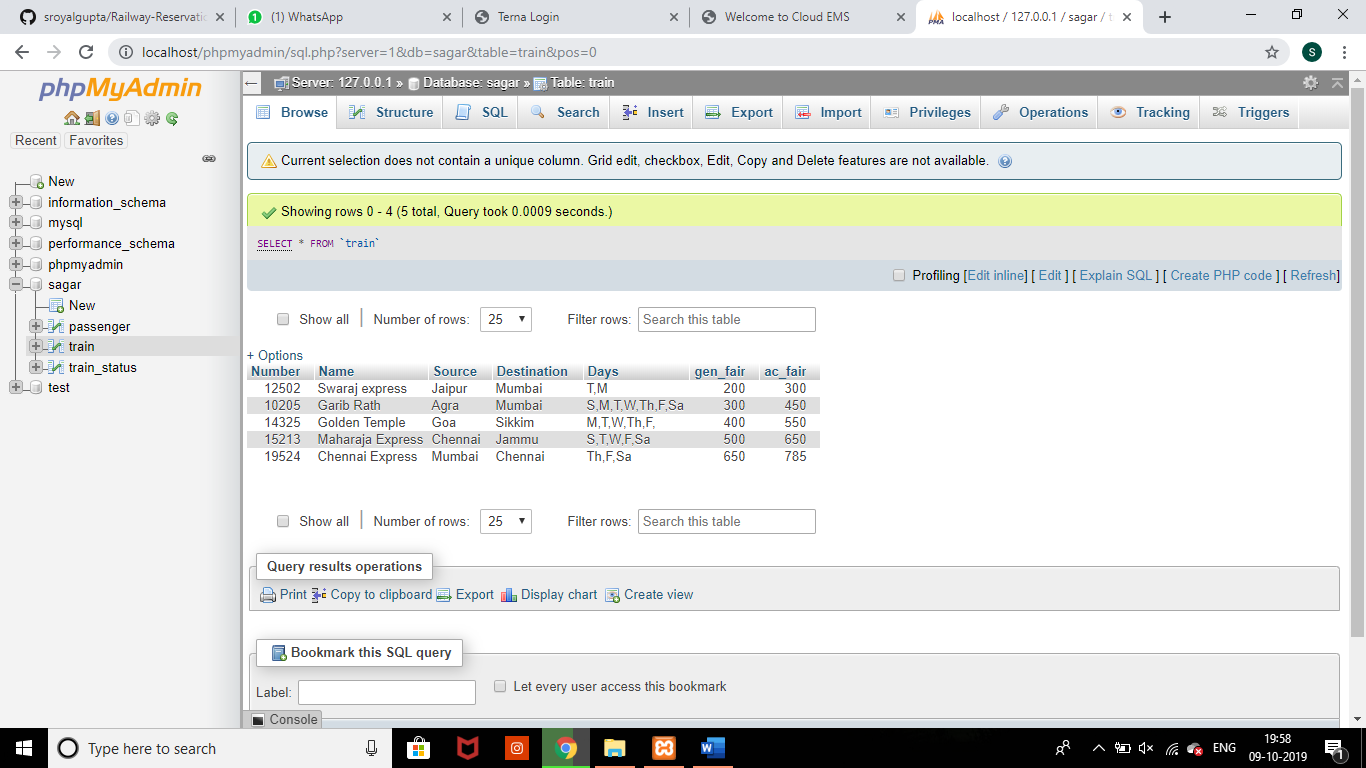 sroyalgupta/Railway-Reservatio
(1) WhatsApp
Terna Login
Welcome to Cloud EMS
localhost / 127.0.0.1 / sagar / t
localhost/phpmyadmin/sql.php?server=1&db=sagar&table=train&pos=0
S
phpMyAdmin
Recent Favorites
New
information_schema
mysql
performance_schema
phpmyadmin
sagar
New
passenger
train
train_status
test
Server: 127.0.0.1 » Database: sagar » Table: train
Browse Structure SQL Search Insert Export Import Privileges Operations Tracking Triggers
Current selection does not contain a unique column. Grid edit, checkbox, Edit, Copy and Delete features are not available.
Showing rows 0 - 4 (5 total, Query took 0.0009 seconds.)
SELECT * FROM `train`
Profiling [Edit inline] [ Edit ] [ Explain SQL ] [ Create PHP code ] [ Refresh]
Show all | Number of rows: 25 Filter rows: Search this table
+ Options
Number Name Source Destination Days gen_fair ac_fair
12502 Swaraj express Jaipur Mumbai T,M 200 300
10205 Garib Rath Agra Mumbai S,M,T,W,Th,F,Sa 300 450
14325 Golden Temple Goa Sikkim M,T,W,Th,F, 400 550
15213 Maharaja Express Chennai Jammu S,T,W,F,Sa 500 650
19524 Chennai Express Mumbai Chennai Th,F,Sa 650 785
Show all | Number of rows: 25 Filter rows: Search this table
Query results operations
Print Copy to clipboard Export Display chart Create view
Bookmark this SQL query
Label: Let every user access this bookmark
Console
Type here to search
ENG
19:58
09-10-2019
1